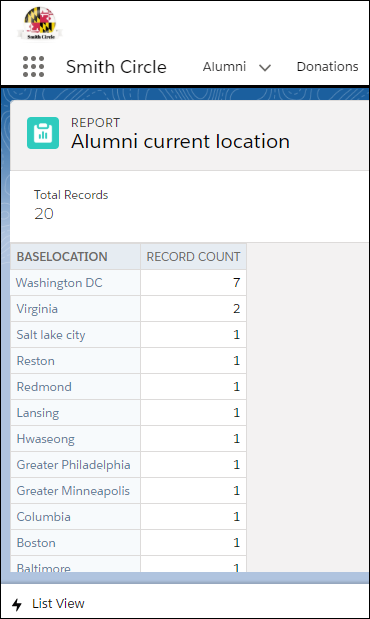 Smith Circle
Smith Circle Alumni Donations
REPORT
Alumni current location
Total Records
20
BASELOCATION RECORD COUNT
Washington DC 7
Virginia 2
Salt lake city 1
Reston 1
Redmond 1
Lansing 1
Hwaseong 1
Greater Philadelphia 1
Greater Minneapolis 1
Columbia 1
Boston 1
Baltimore 1
List View